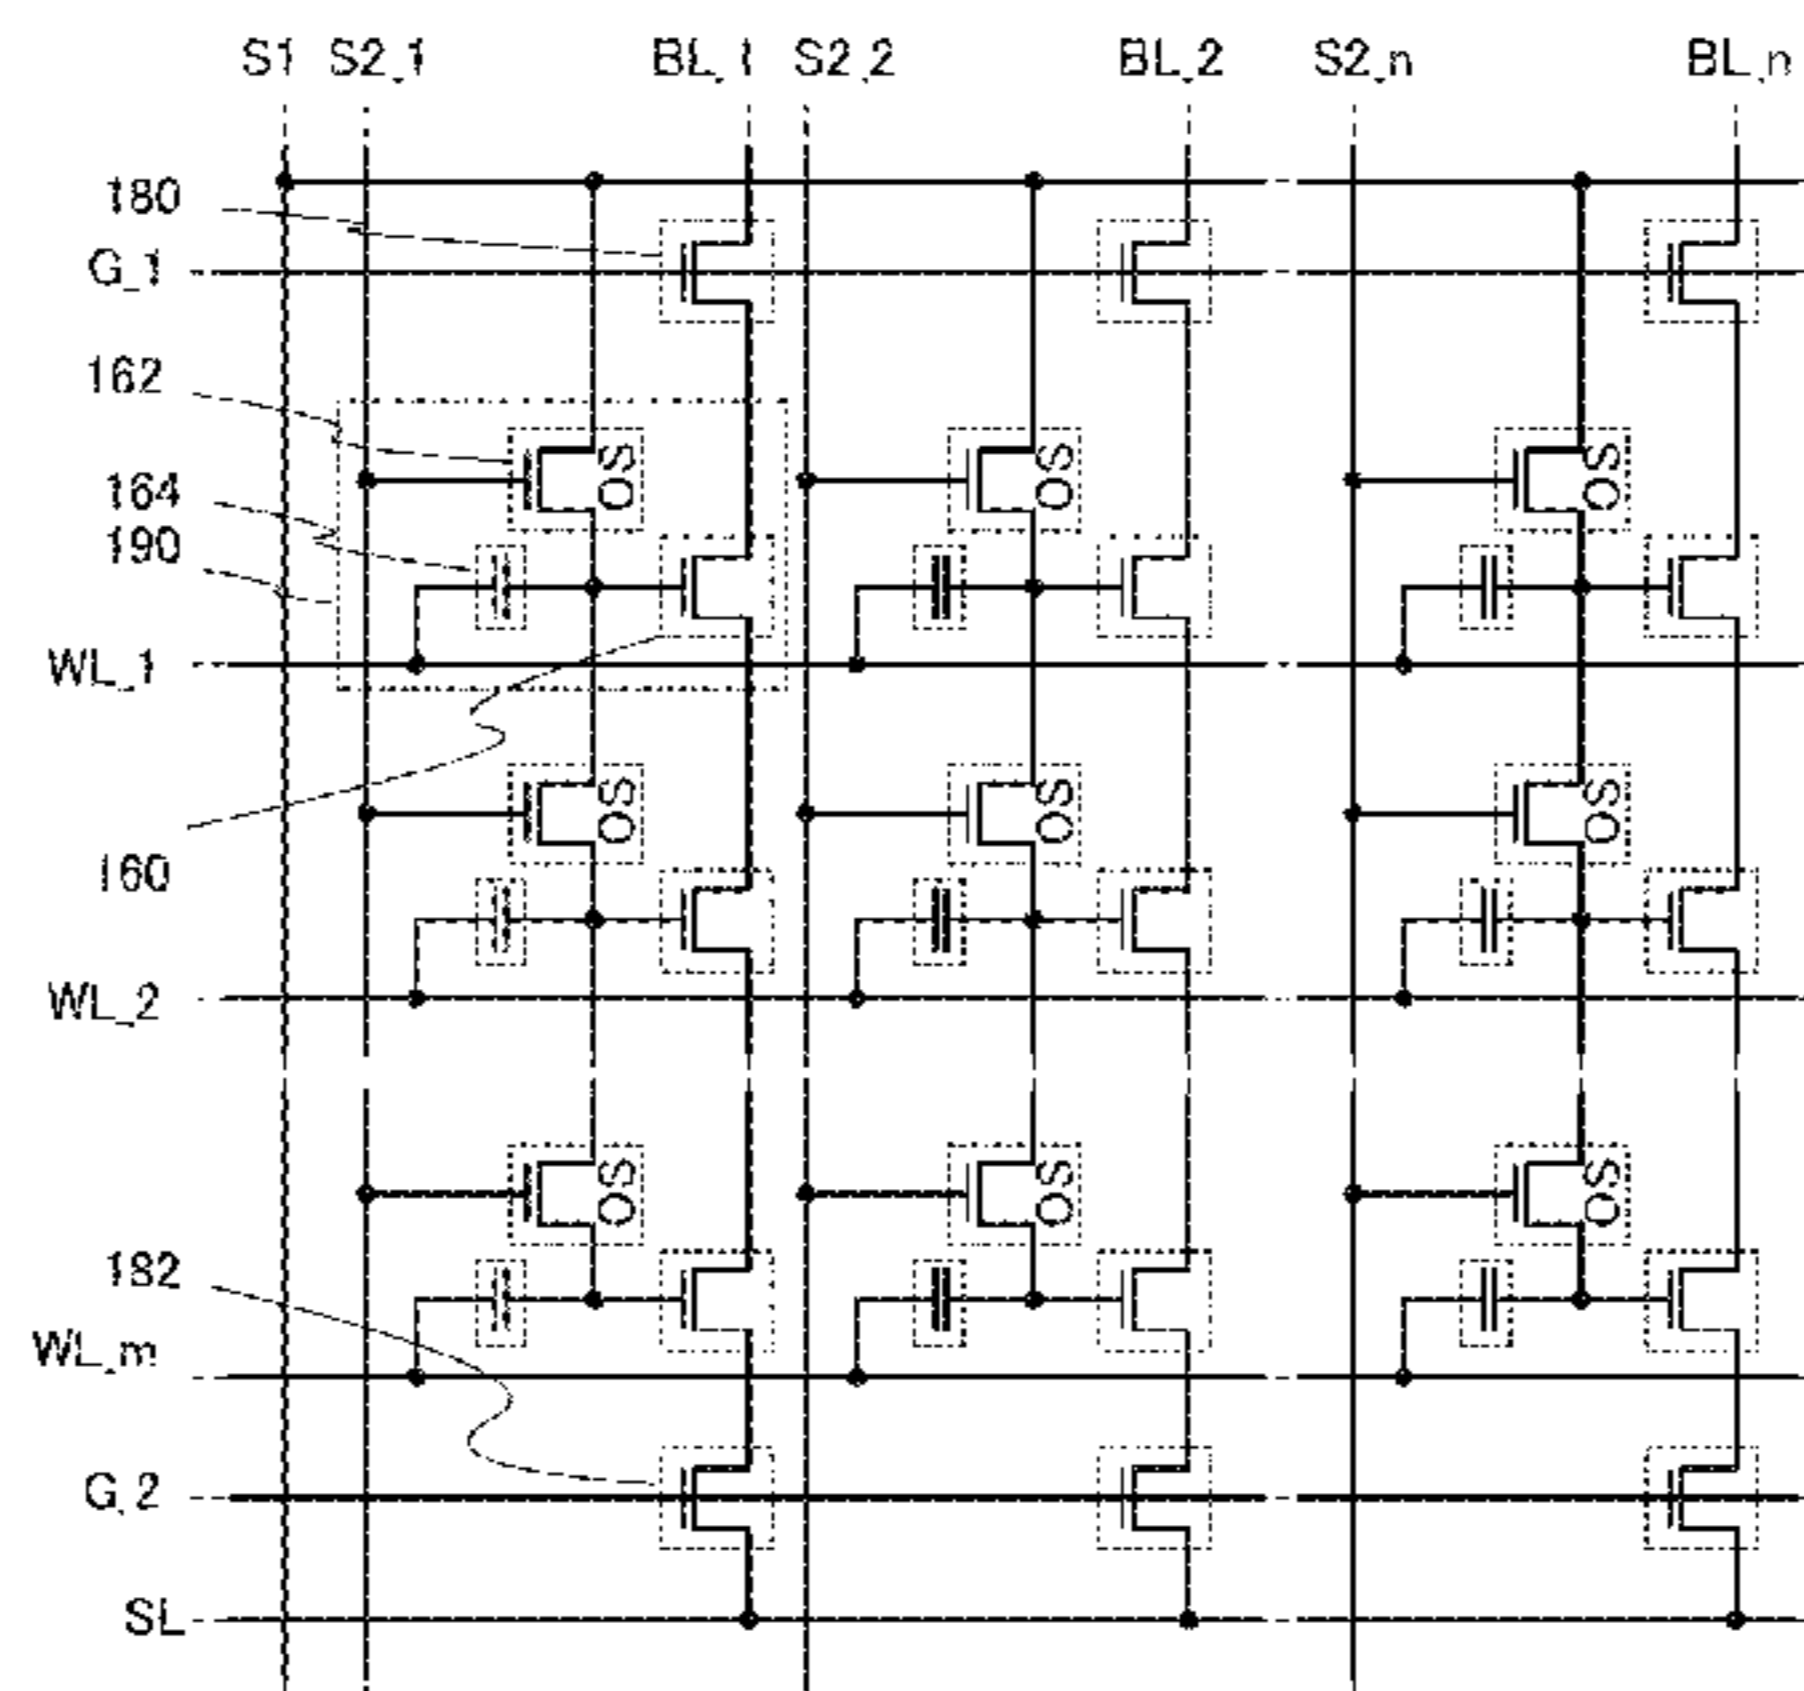 S1 S2_1 BL_1 S2_2 BL_2 S2_n BL_n
180
G_1
162
OS OS OS
164
190
WL_1
OS OS OS
160
WL_2
OS OS OS
182
WL_m
G_2
SL